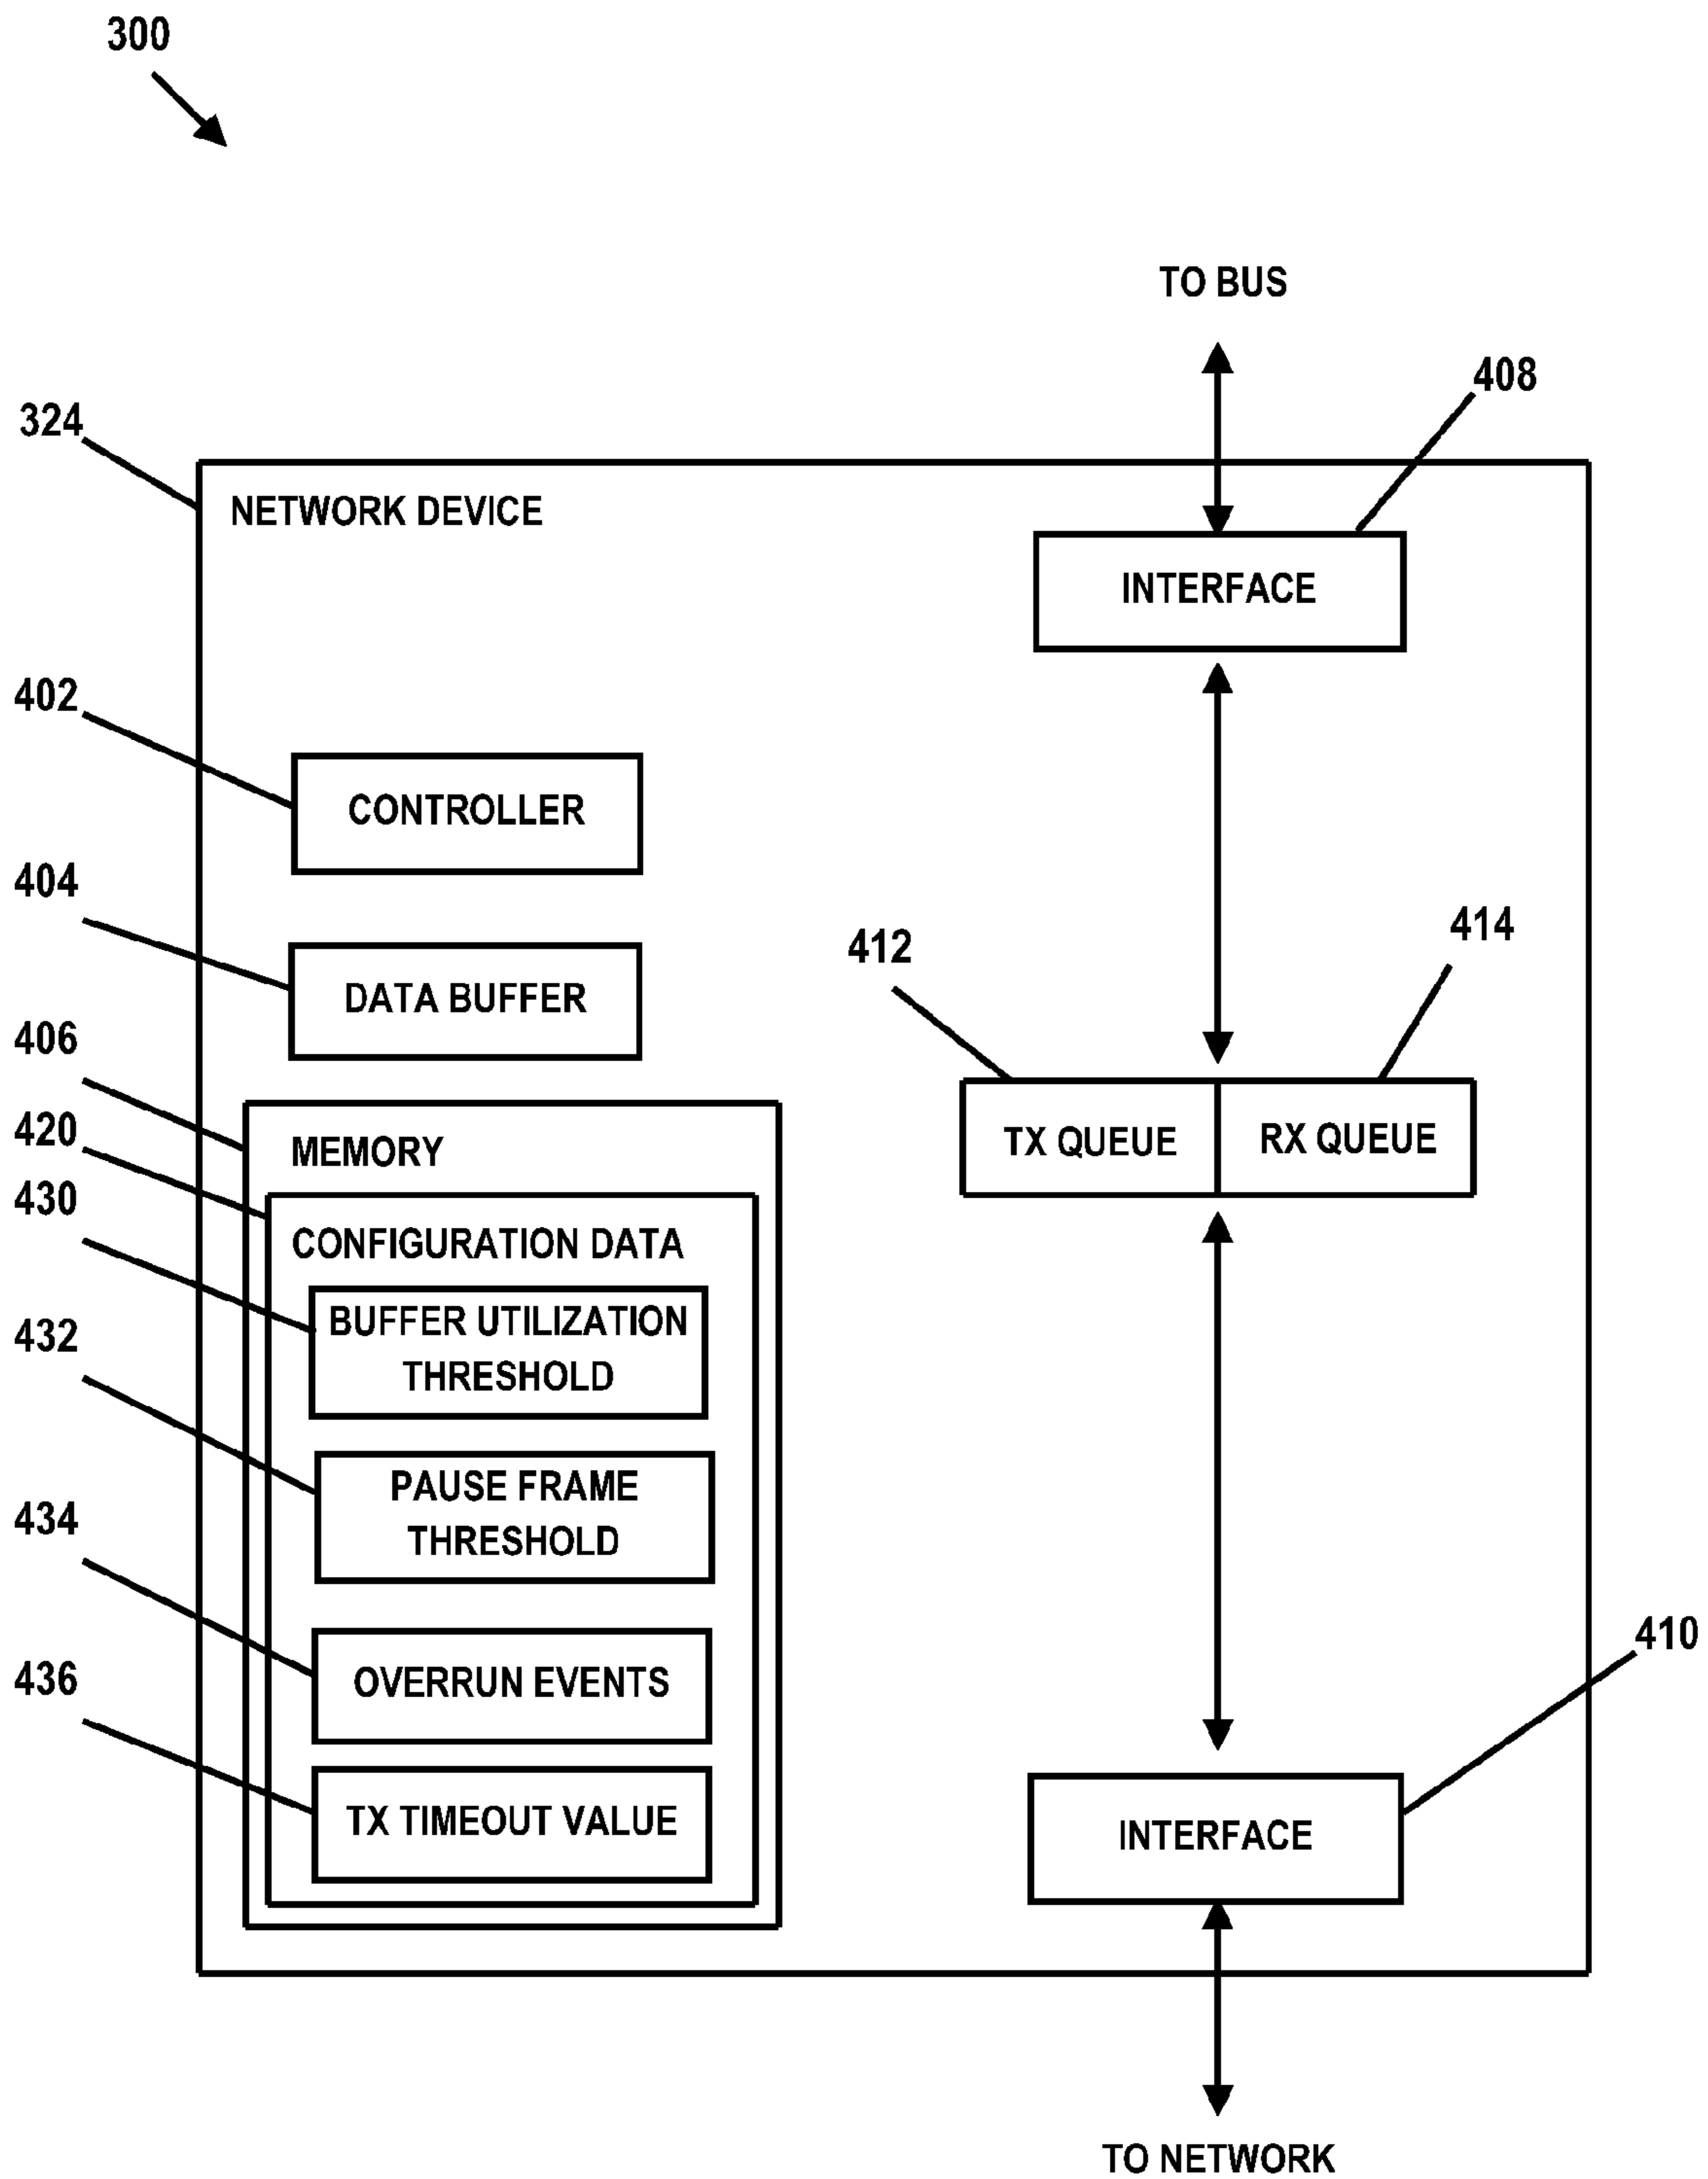 300
TO BUS
408
324
NETWORK DEVICE
INTERFACE
402
CONTROLLER
404
DATA BUFFER
412
414
406
TX QUEUE
RX QUEUE
420
MEMORY
430
CONFIGURATION DATA
BUFFER UTILIZATION
THRESHOLD
432
PAUSE FRAME
THRESHOLD
434
OVERRUN EVENTS
410
436
TX TIMEOUT VALUE
INTERFACE
TO NETWORK